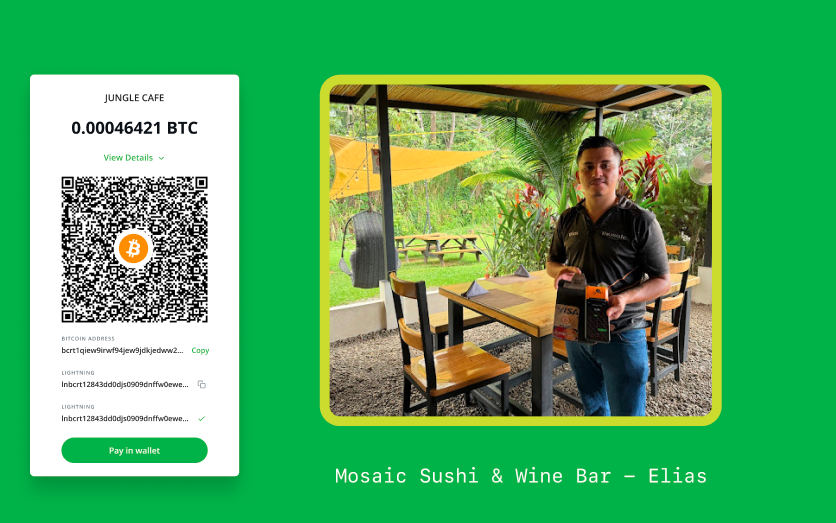 JUNGLE CAFE
0.00046421 BTC
View Details
BITCOIN ADDRESS
bcrt1qiew9irwf94jew9jdkjedww2... Copy
LIGHTNING
lnbcrt12843dd0djs0909dnffw0ewe...
LIGHTNING
lnbcrt12843dd0djs0909dnffw0ewe...
Pay in wallet
VISA
Mosaic Sushi & Wine Bar – Elias